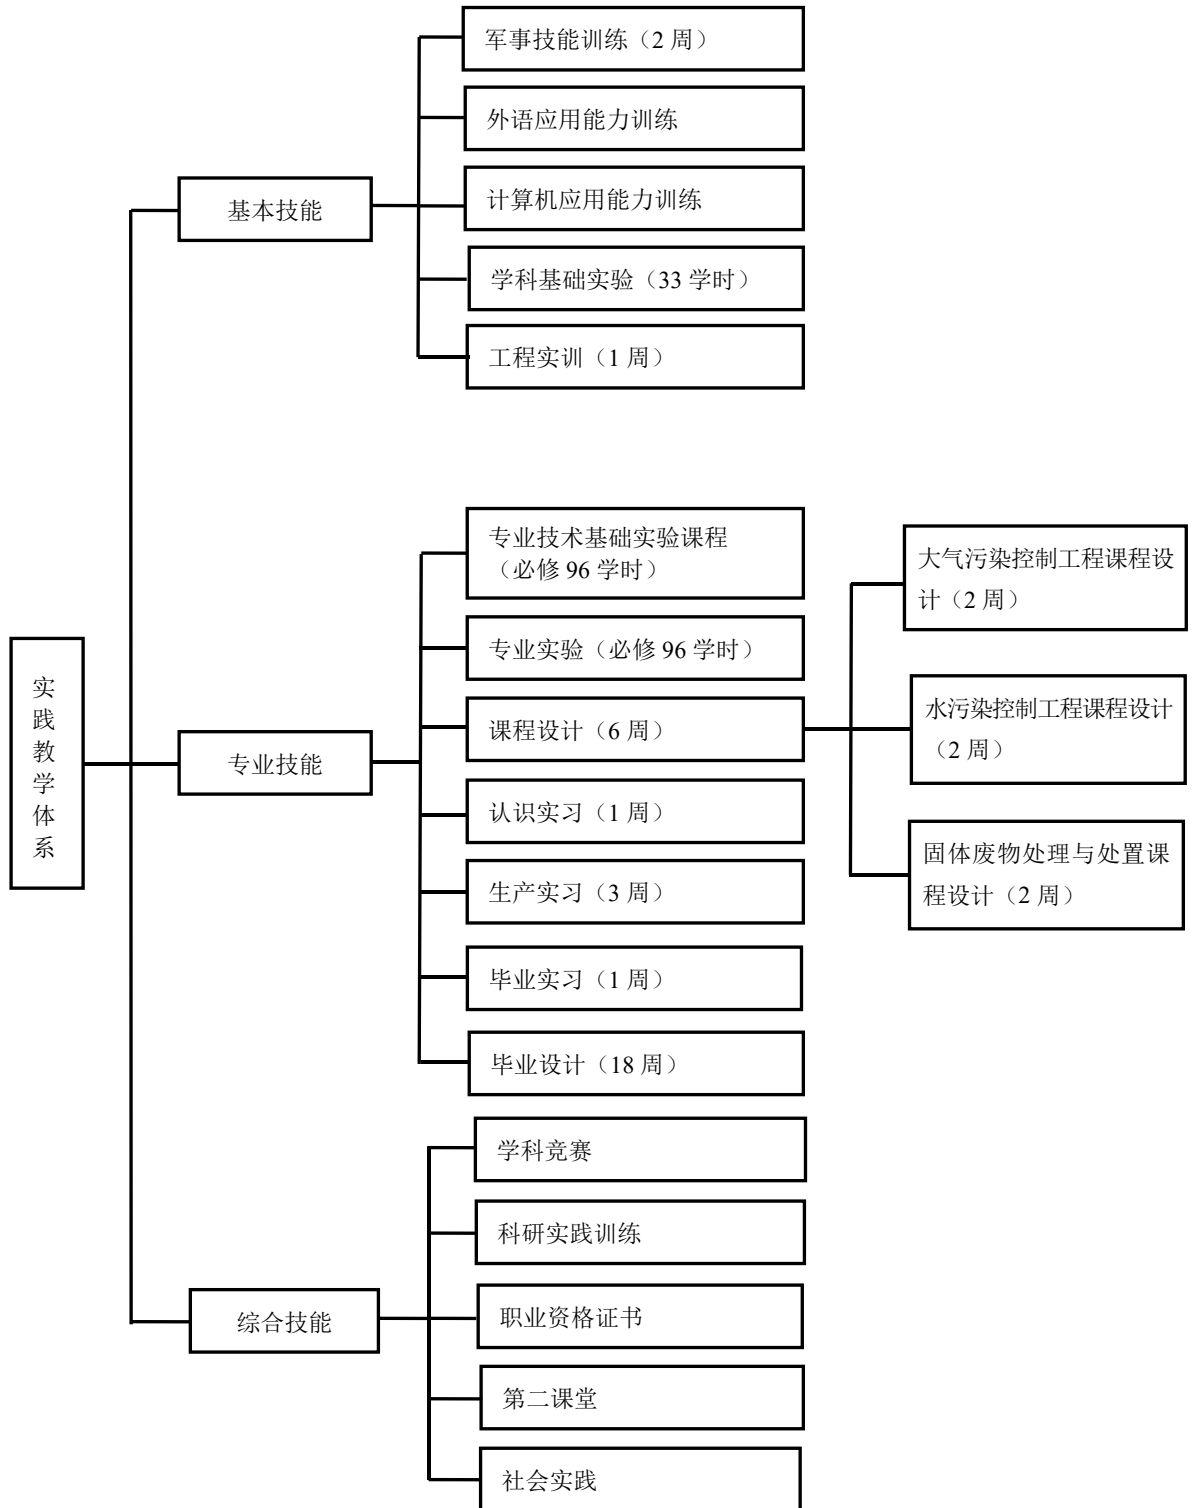 军事技能训练（2 周）
外语应用能力训练
计算机应用能力训练
基本技能
学科基础实验（33 学时）
工程实训（1 周）
专业技术基础实验课程
（必修 96 学时）
大气污染控制工程课程设
计（2 周）
专业实验（必修 96 学时）
实践教学体系
课程设计（6 周）
水污染控制工程课程设计
（2 周）
专业技能
认识实习（1 周）
固体废物处理与处置课
程设计（2 周）
生产实习（3 周）
毕业实习（1 周）
毕业设计（18 周）
学科竞赛
科研实践训练
综合技能
职业资格证书
第二课堂
社会实践